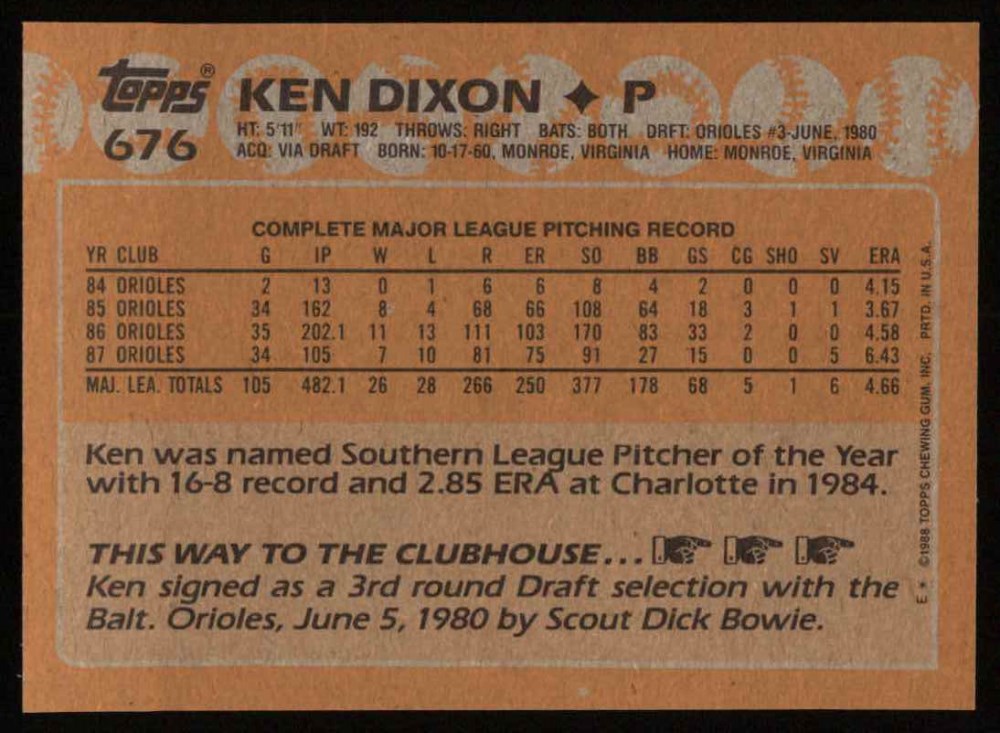 topps® KEN DIXON ✦ P
676
HT: 5'11" WT: 192 THROWS: RIGHT BATS: BOTH DRFT: ORIOLES #3-JUNE, 1980
ACQ: VIA DRAFT BORN: 10-17-60, MONROE, VIRGINIA HOME: MONROE, VIRGINIA
COMPLETE MAJOR LEAGUE PITCHING RECORD
YR CLUB G IP W L R ER SO BB GS CG SHO SV ERA
84 ORIOLES 2 13 0 1 6 6 8 4 2 0 0 0 4.15
85 ORIOLES 34 162 8 4 68 66 108 64 18 3 1 1 3.67
86 ORIOLES 35 202.1 11 13 111 103 170 83 33 2 0 0 4.58
87 ORIOLES 34 105 7 10 81 75 91 27 15 0 0 5 6.43
MAJ. LEA. TOTALS 105 482.1 26 28 266 250 377 178 68 5 1 6 4.66
Ken was named Southern League Pitcher of the Year
with 16-8 record and 2.85 ERA at Charlotte in 1984.
THIS WAY TO THE CLUBHOUSE...
Ken signed as a 3rd round Draft selection with the
Balt. Orioles, June 5, 1980 by Scout Dick Bowie.
E* ©1988 TOPPS CHEWING GUM, INC. PRTD. IN U.S.A.